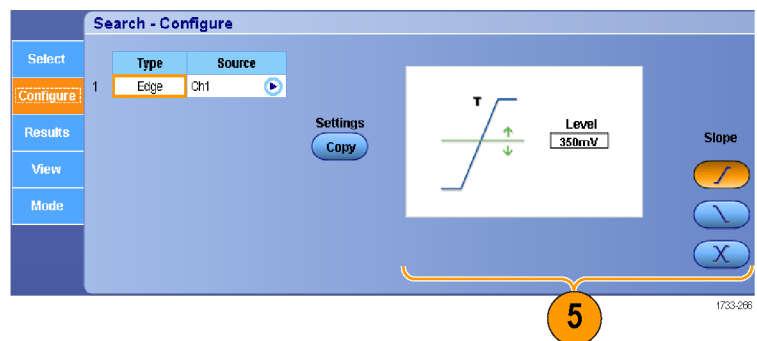 Search - Configure
Select
Configure
Results
View
Mode
Type Source
1 Edge Ch1
Settings
Copy
T
Level
350mV
Slope
X
5
1733-266